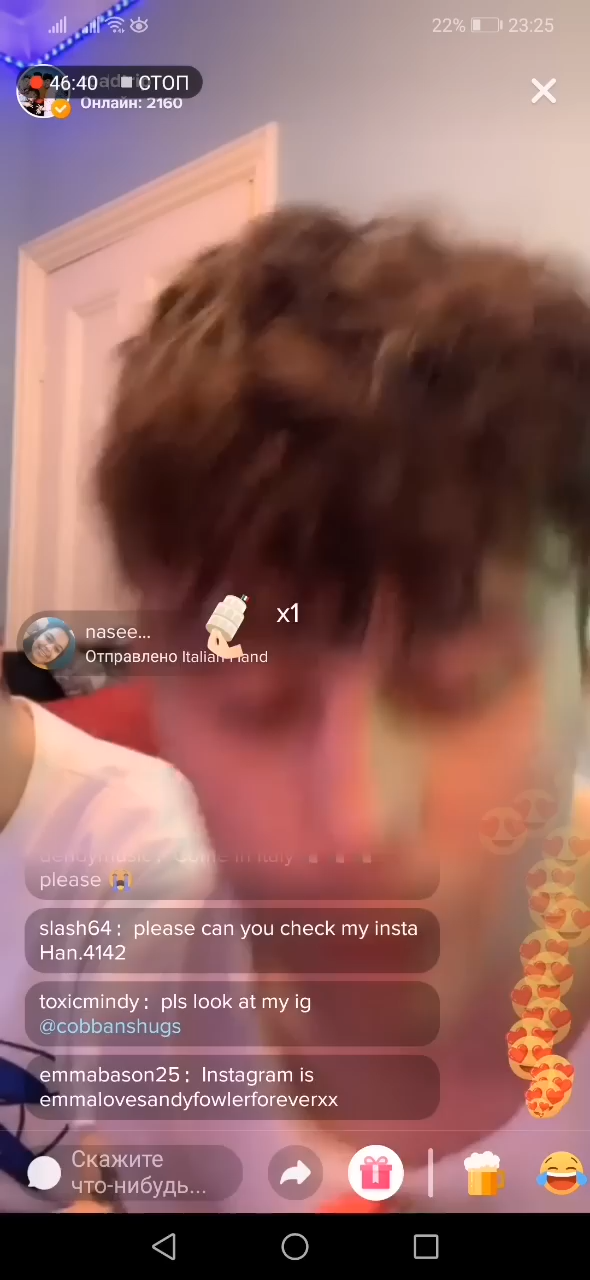 22% 23:25
46:40 СТОП
Онлайн: 2160
x1
nasee...
Отправлено Italian Hand
please 😭
slash64 : please can you check my insta
Han.4142
toxicmindy : pls look at my ig
@cobbanshugs
emmabason25 : Instagram is
emmalovesandyfowlerforeverxx
Скажите
что-нибудь...